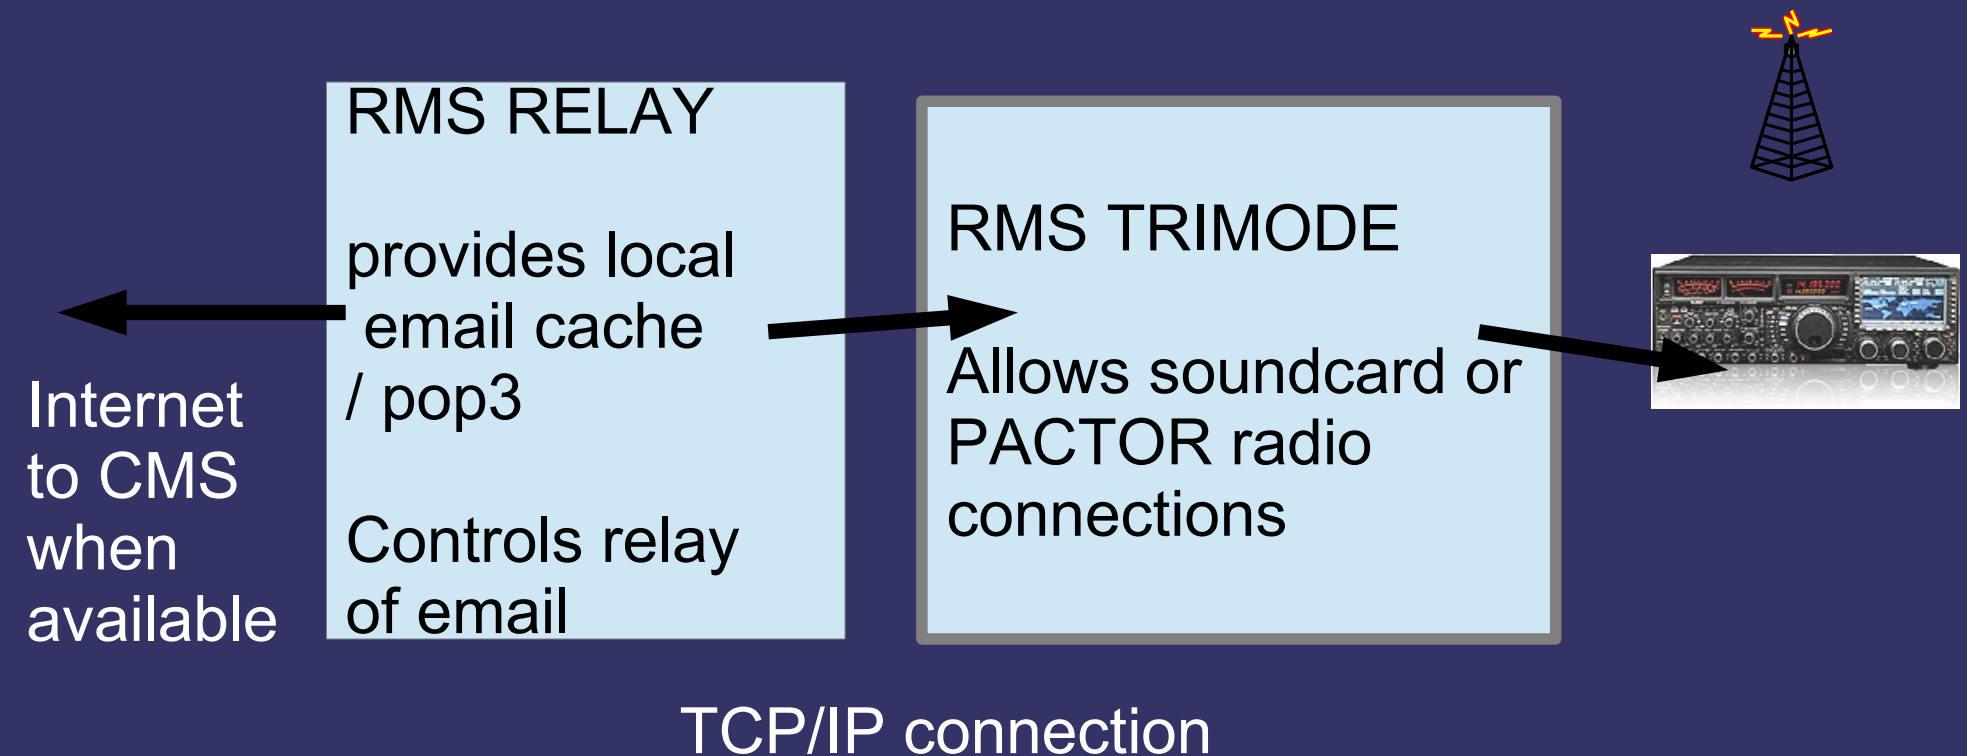 RMS RELAY
provides local
email cache
/ pop3
Controls relay
of email
Internet
to CMS
when
available
RMS TRIMODE
Allows soundcard or
PACTOR radio
connections
TCP/IP connection